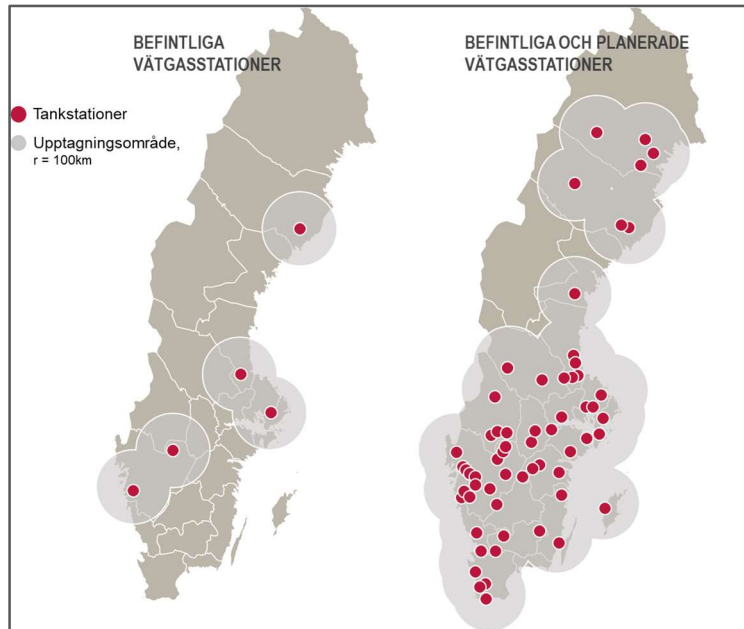 BEFINTLIGA
VÄTGASSTATIONER
BEFINTLIGA OCH PLANERADE
VÄTGASSTATIONER
Tankstationer
Upptagningsområde,
r = 100km